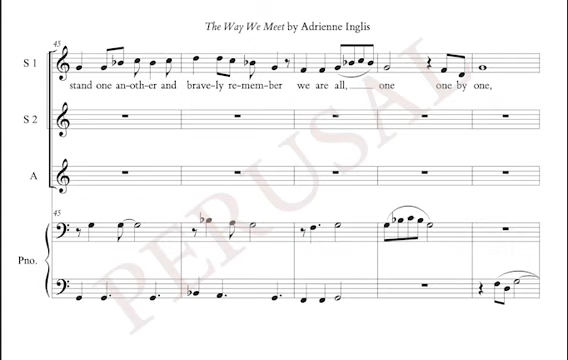 The Way We Meet by Adrienne Inglis
45
S 1
stand one an-oth-er and brave-ly re-mem-ber we are all, one one by one,
S 2
A
45
Pno.
PERUSAL